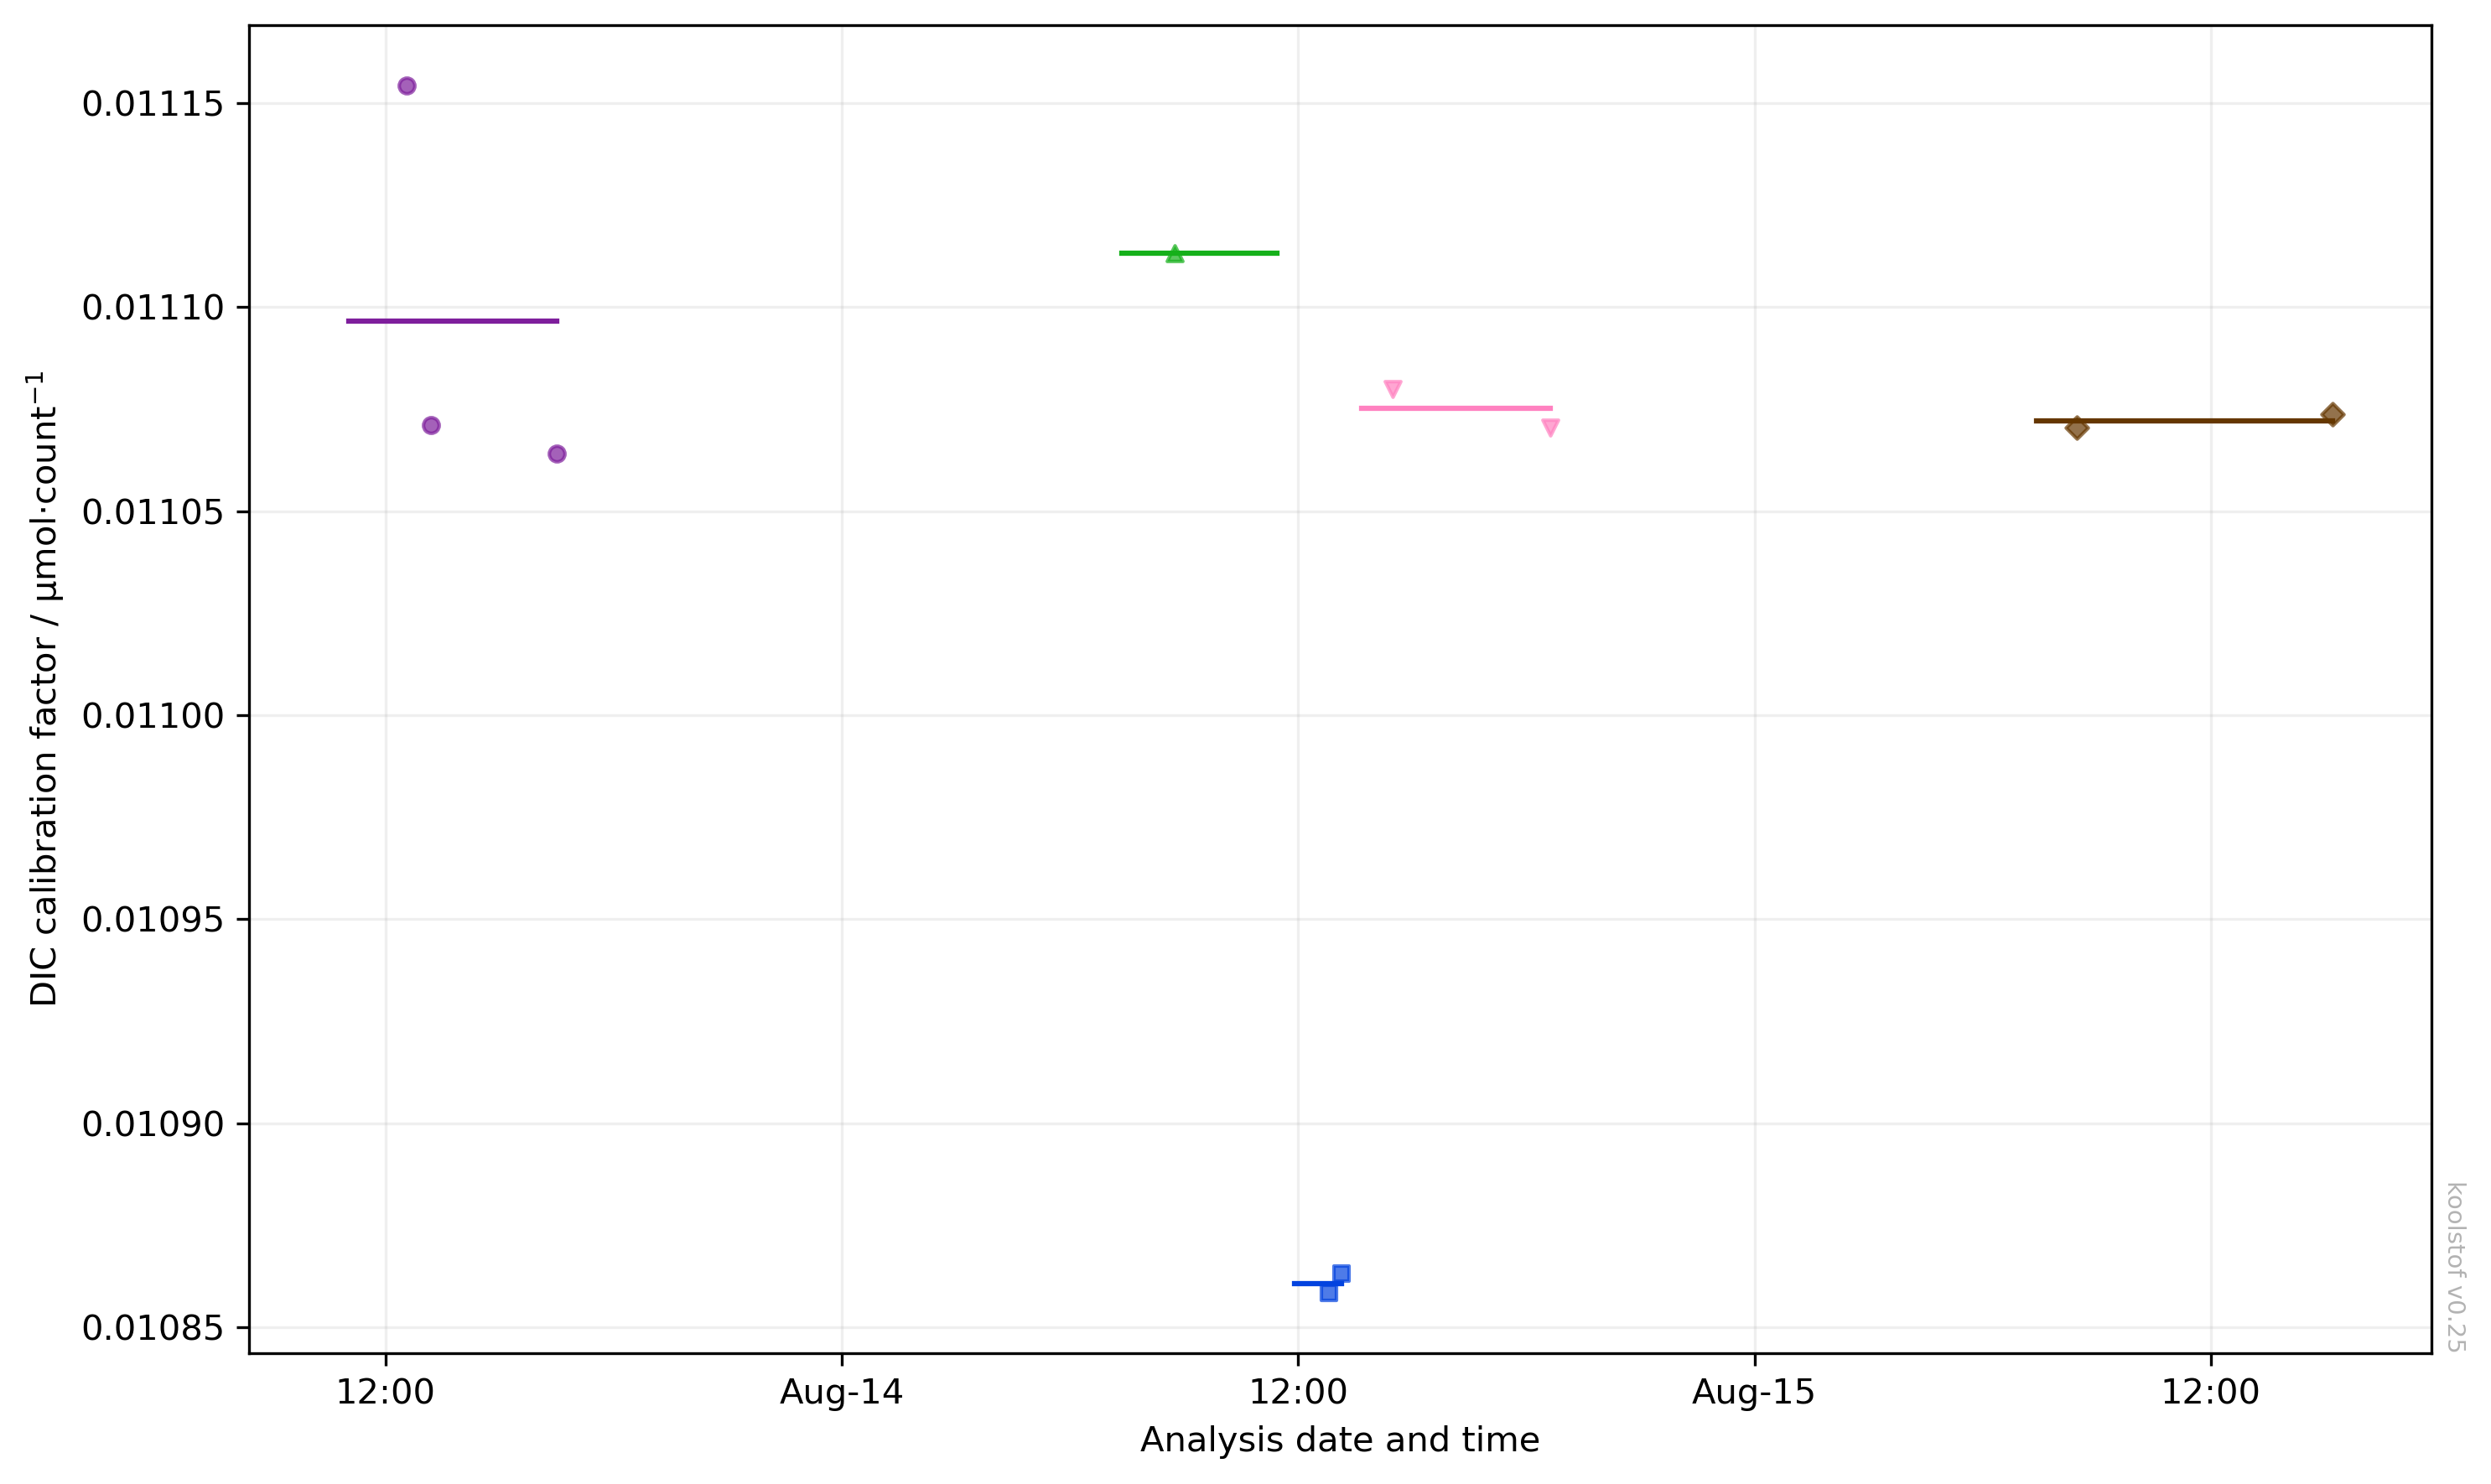 DIC calibration factor / µmol·count⁻¹
0.01115
0.01110
0.01105
0.01100
0.01095
0.01090
0.01085
12:00
Aug-14
12:00
Aug-15
12:00
Analysis date and time
koolstof v0.25